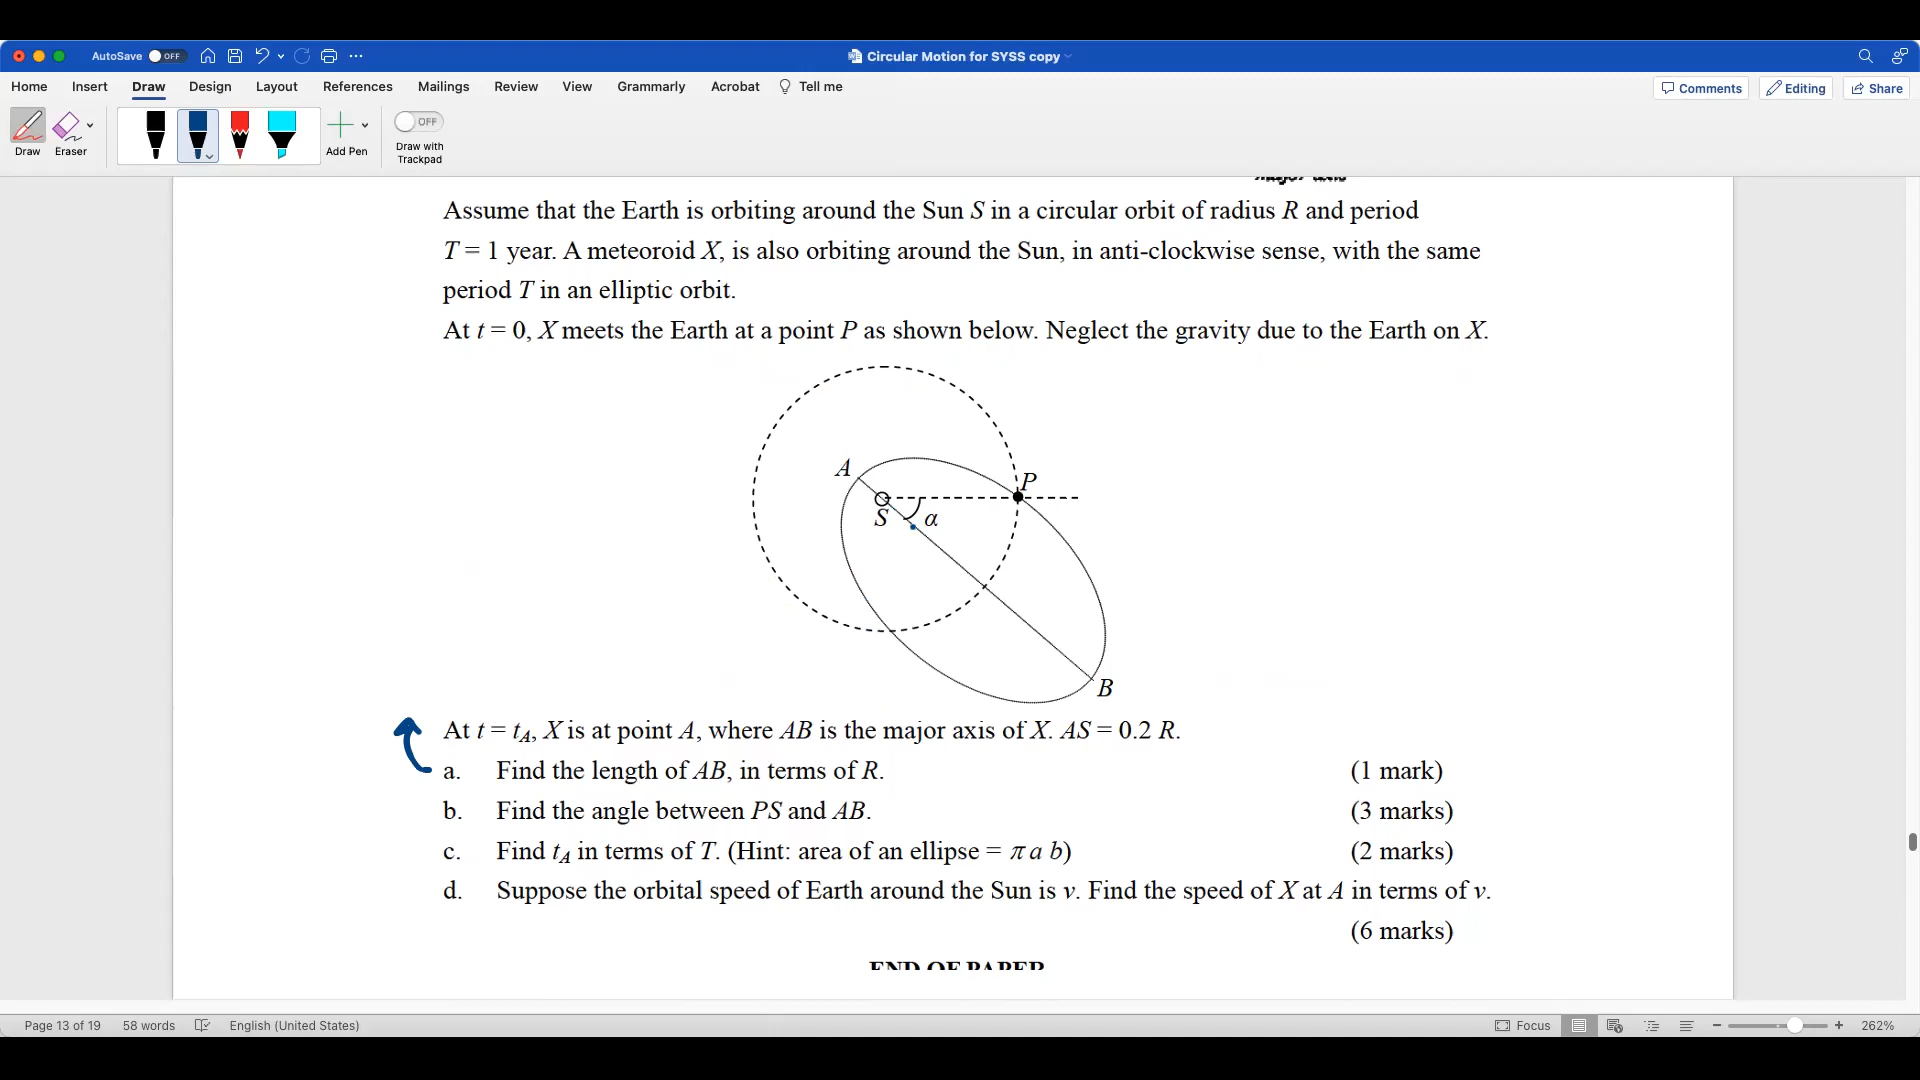 AutoSave OFF
Circular Motion for SYSS copy
Home Insert Draw Design Layout References Mailings Review View Grammarly Acrobat Tell me
Comments Editing Share
Draw Eraser Add Pen OFF Draw with Trackpad
major axis
Assume that the Earth is orbiting around the Sun S in a circular orbit of radius R and period
T = 1 year. A meteoroid X, is also orbiting around the Sun, in anti-clockwise sense, with the same
period T in an elliptic orbit.
At t = 0, X meets the Earth at a point P as shown below. Neglect the gravity due to the Earth on X.
A
P
S
α
B
At t = t_A, X is at point A, where AB is the major axis of X. AS = 0.2 R.
a. Find the length of AB, in terms of R. (1 mark)
b. Find the angle between PS and AB. (3 marks)
c. Find t_A in terms of T. (Hint: area of an ellipse = π a b) (2 marks)
d. Suppose the orbital speed of Earth around the Sun is v. Find the speed of X at A in terms of v.
(6 marks)
END OF PAPER
Page 13 of 19 58 words English (United States) Focus 262%